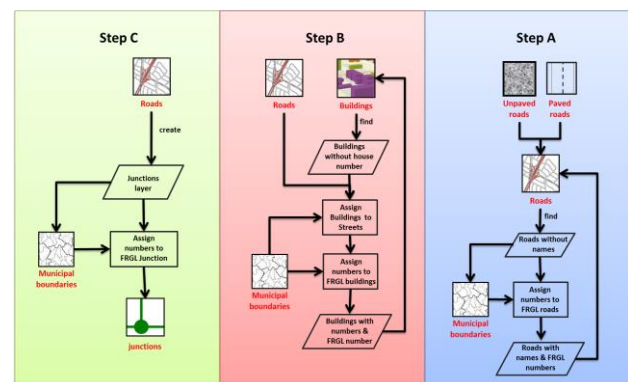 Step C
Roads
create
Junctions
layer
Assign
numbers to
FRGL Junction
Municipal
boundaries
junctions
Step B
Roads
Buildings
find
Buildings
without house
number
Assign
Buildings to
Streets
Assign
numbers to
FRGL buildings
Municipal
boundaries
Buildings with
numbers &
FRGL number
Step A
Unpaved
roads
Paved
roads
Roads
find
Roads without
names
Assign
numbers to
FRGL roads
Municipal
boundaries
Roads with
names & FRGL
numbers